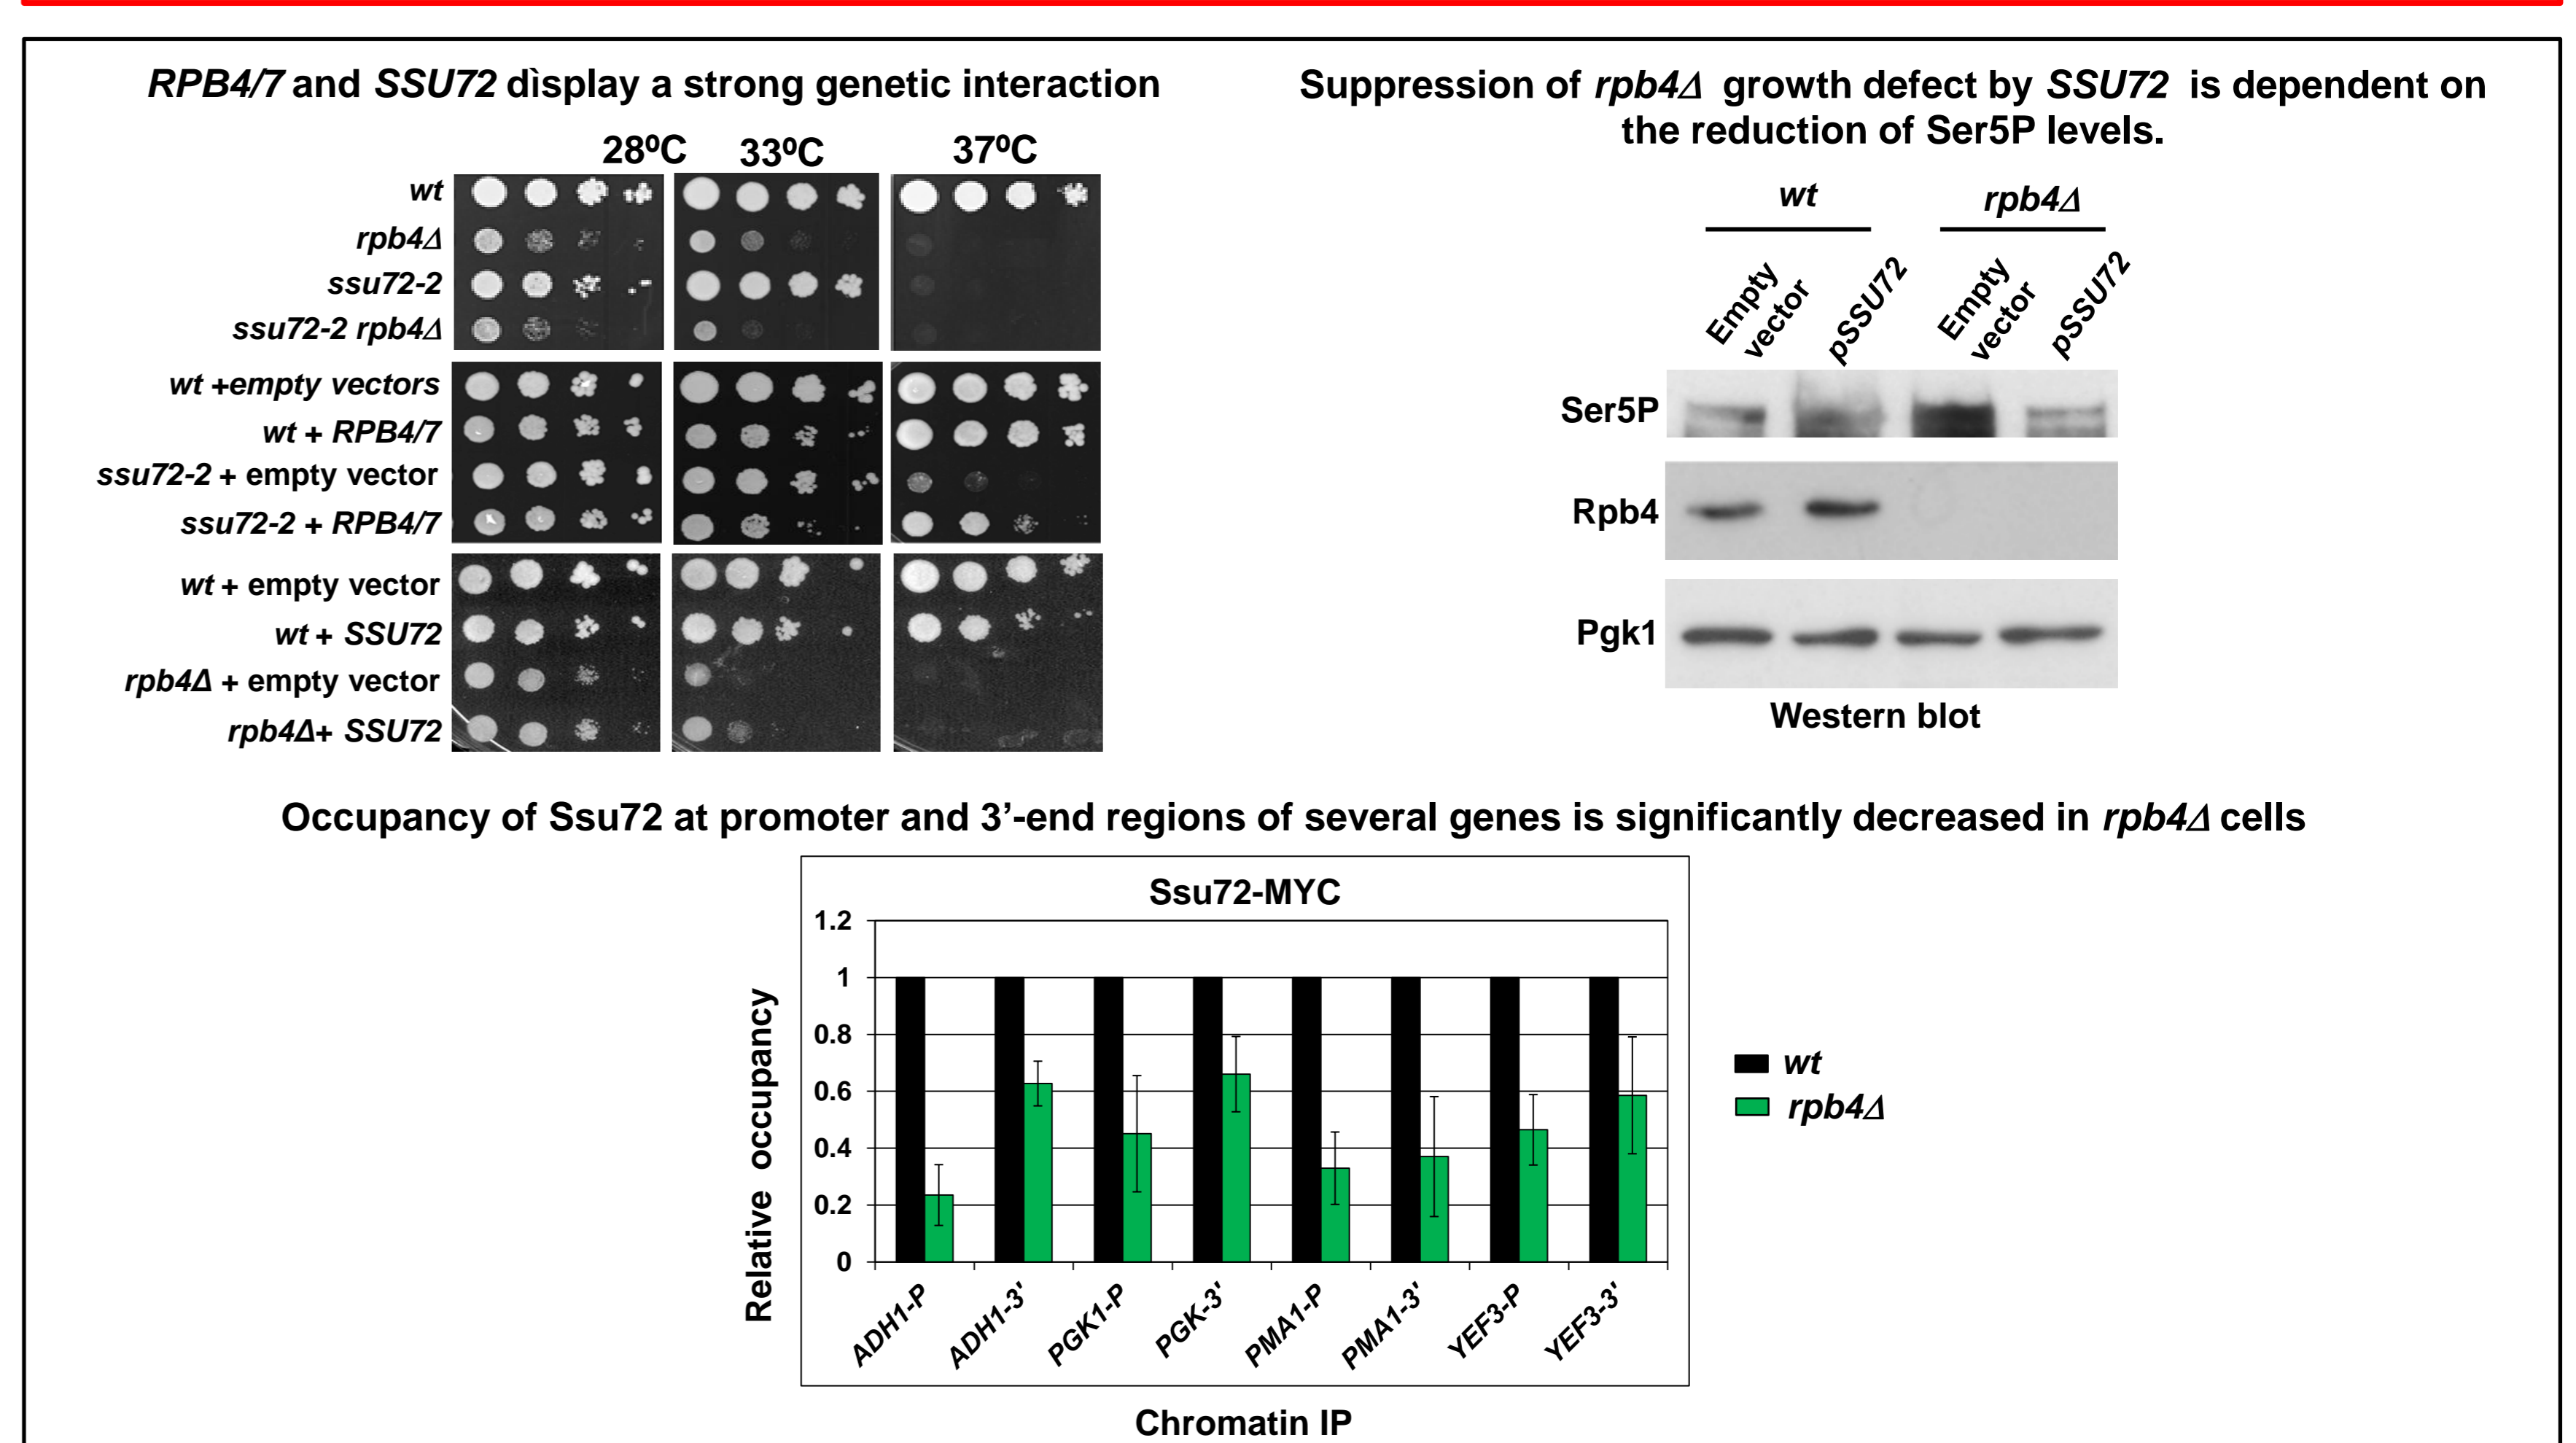 RPB4/7 and SSU72 dìsplay a strong genetic interaction
28ºC 33ºC 37ºC
wt
rpb4Δ
ssu72-2
ssu72-2 rpb4Δ
wt +empty vectors
wt + RPB4/7
ssu72-2 + empty vector
ssu72-2 + RPB4/7
wt + empty vector
wt + SSU72
rpb4Δ + empty vector
rpb4Δ+ SSU72
Suppression of rpb4Δ growth defect by SSU72 is dependent on
the reduction of Ser5P levels.
wt rpb4Δ
Empty
vector
pSSU72
Empty
vector
pSSU72
Ser5P
Rpb4
Pgk1
Western blot
Occupancy of Ssu72 at promoter and 3’-end regions of several genes is significantly decreased in rpb4Δ cells
Ssu72-MYC
Relative occupancy
1.2
1
0.8
0.6
0.4
0.2
0
ADH1-P
ADH1-3'
PGK1-P
PGK-3'
PMA1-P
PMA1-3'
YEF3-P
YEF3-3'
wt
rpb4Δ
Chromatin IP